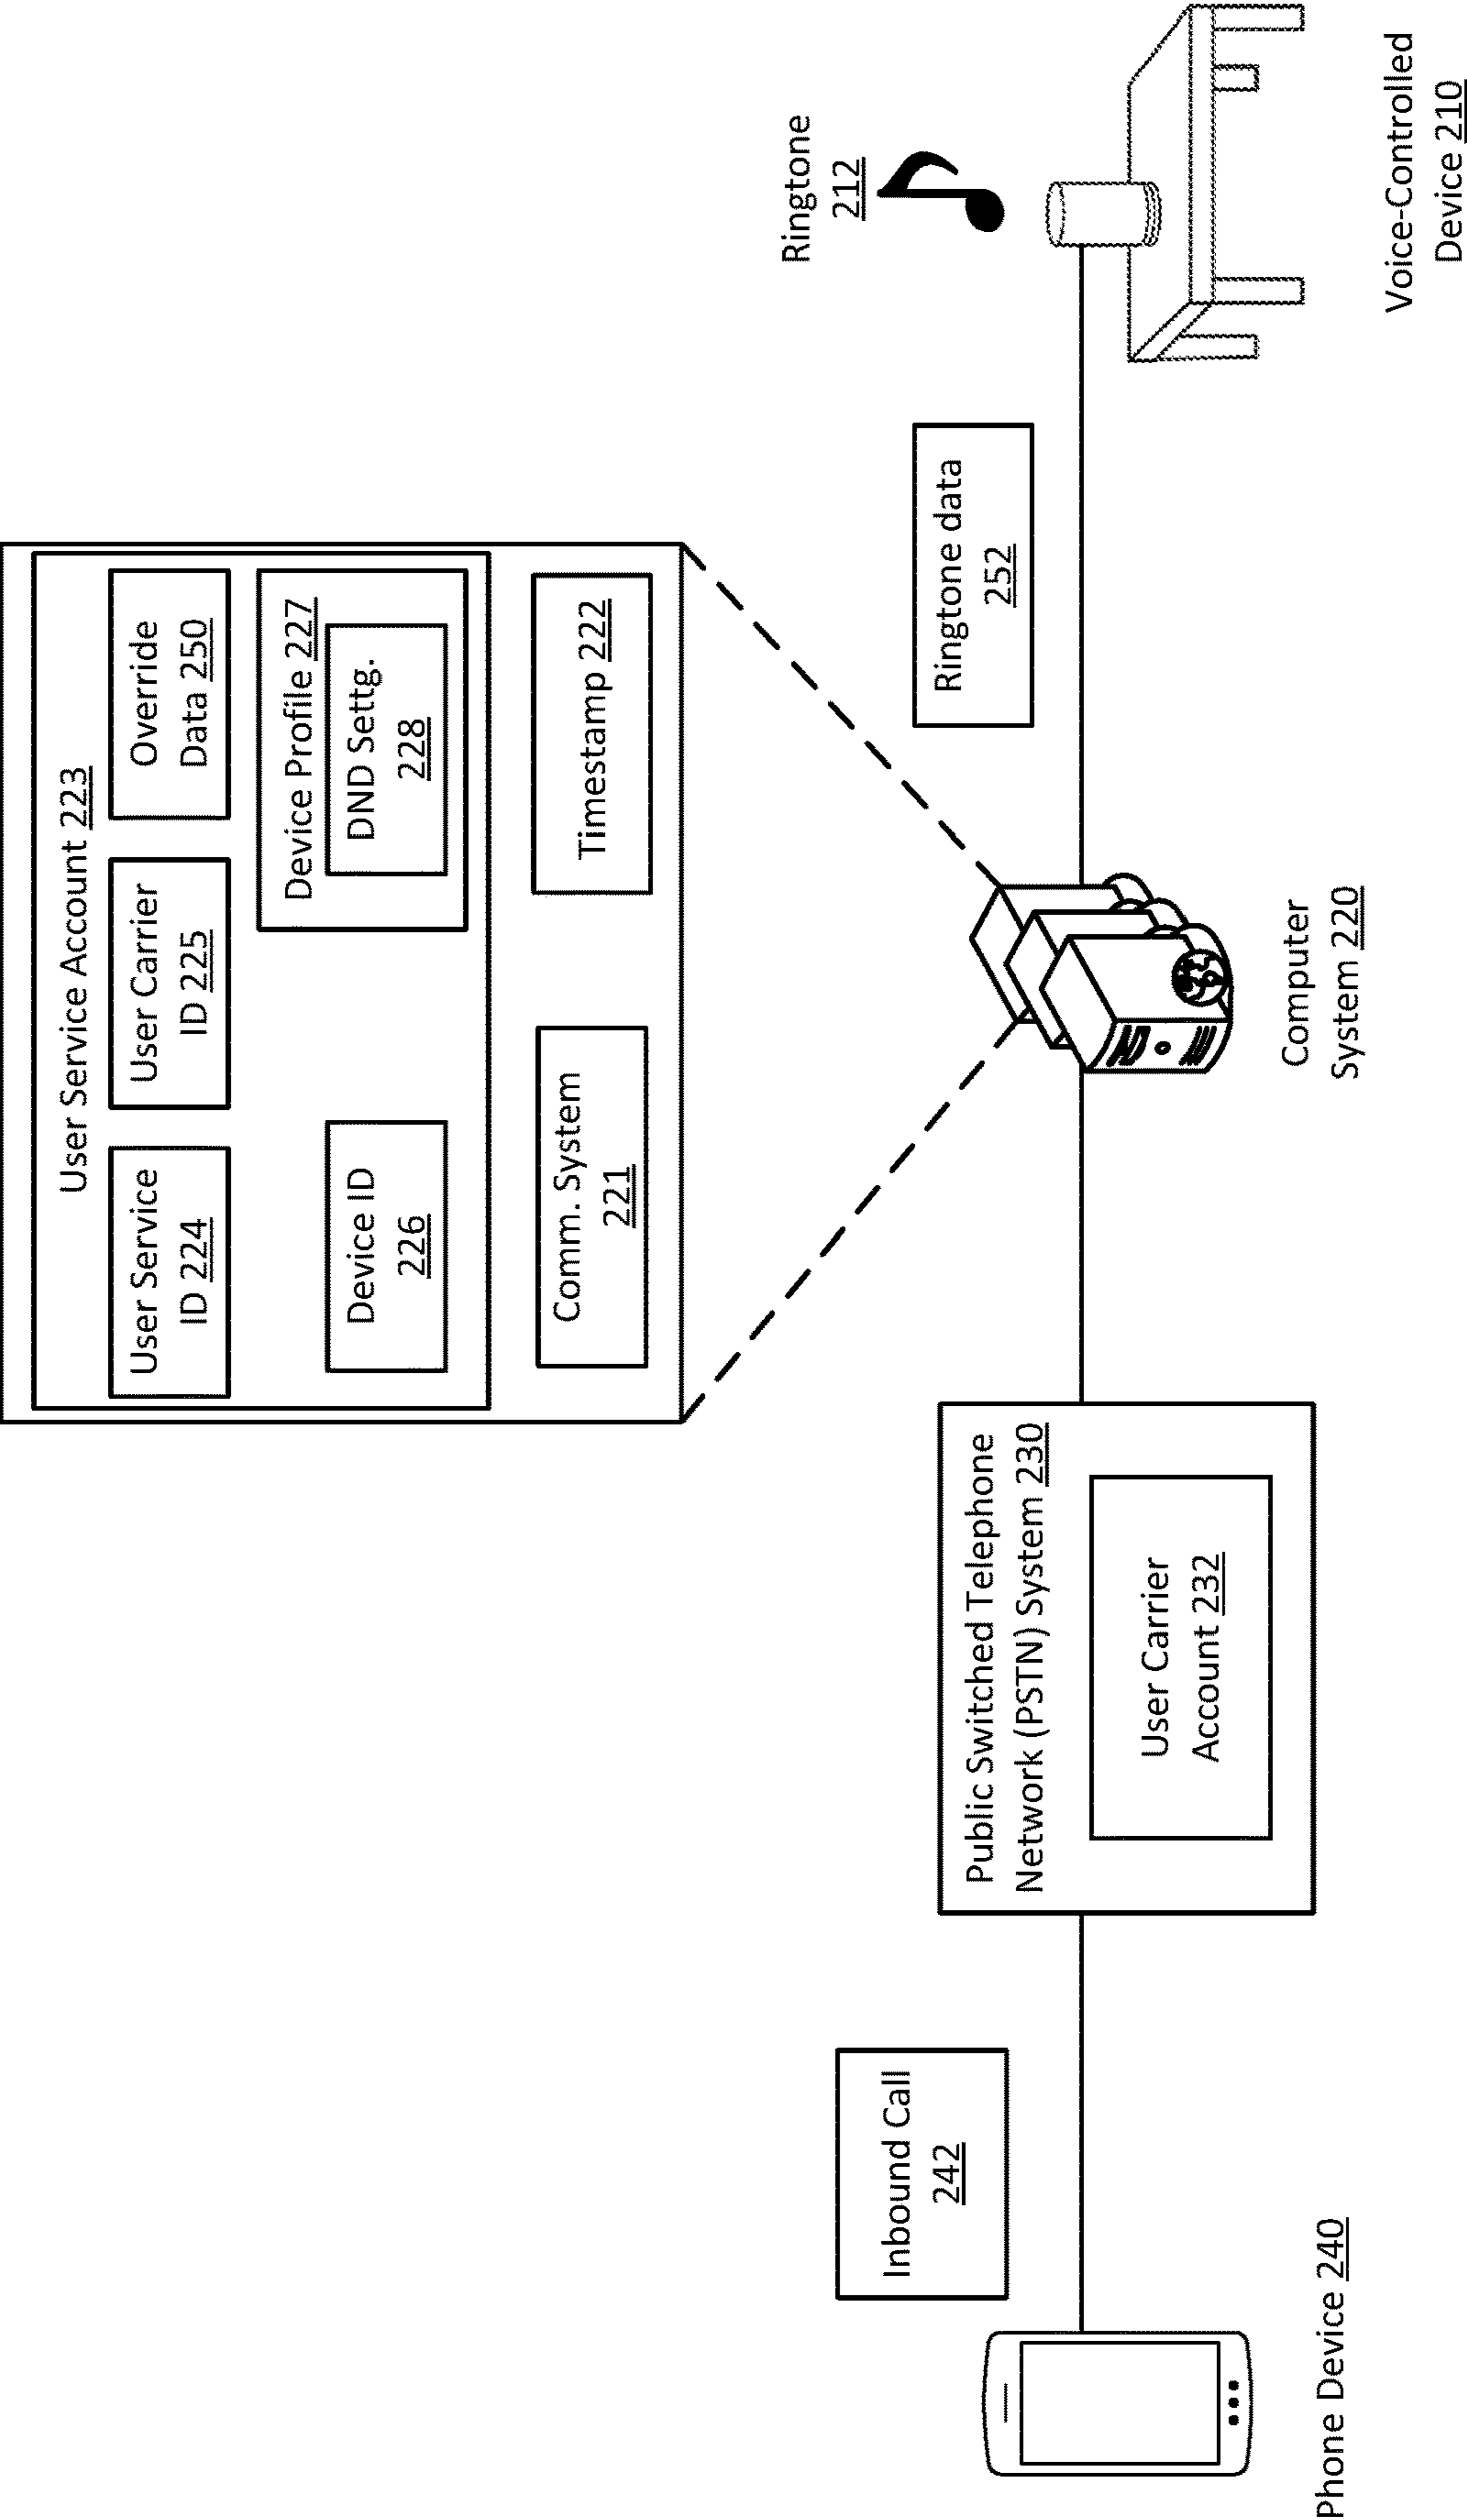 User Service Account 223
User Service
ID 224
User Carrier
ID 225
Override
Data 250
Device ID
226
Device Profile 227
DND Settg.
228
Comm. System
221
Timestamp 222
Ringtone
212
Inbound Call
242
Ringtone data
252
Public Switched Telephone
Network (PSTN) System 230
User Carrier
Account 232
Phone Device 240
Computer
System 220
Voice-Controlled
Device 210